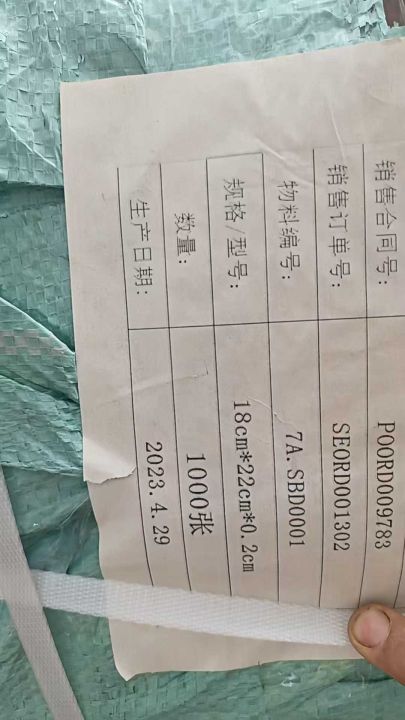 销售合同号: POORD009783
销售订单号: SEORD001302
物料编号: 7A.SBD0001
规格/型号: 18cm*22cm*0.2cm
数量: 1000张
生产日期: 2023.4.29